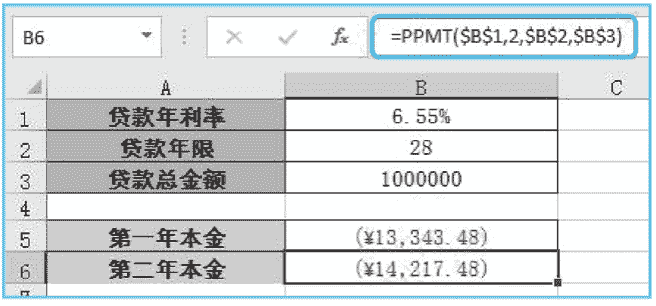 B6 fx =PPMT($B$1,2,$B$2,$B$3)
A B C
1 贷款年利率 6.55%
2 贷款年限 28
3 贷款总金额 1000000
4
5 第一年本金 (¥13,343.48)
6 第二年本金 (¥14,217.48)